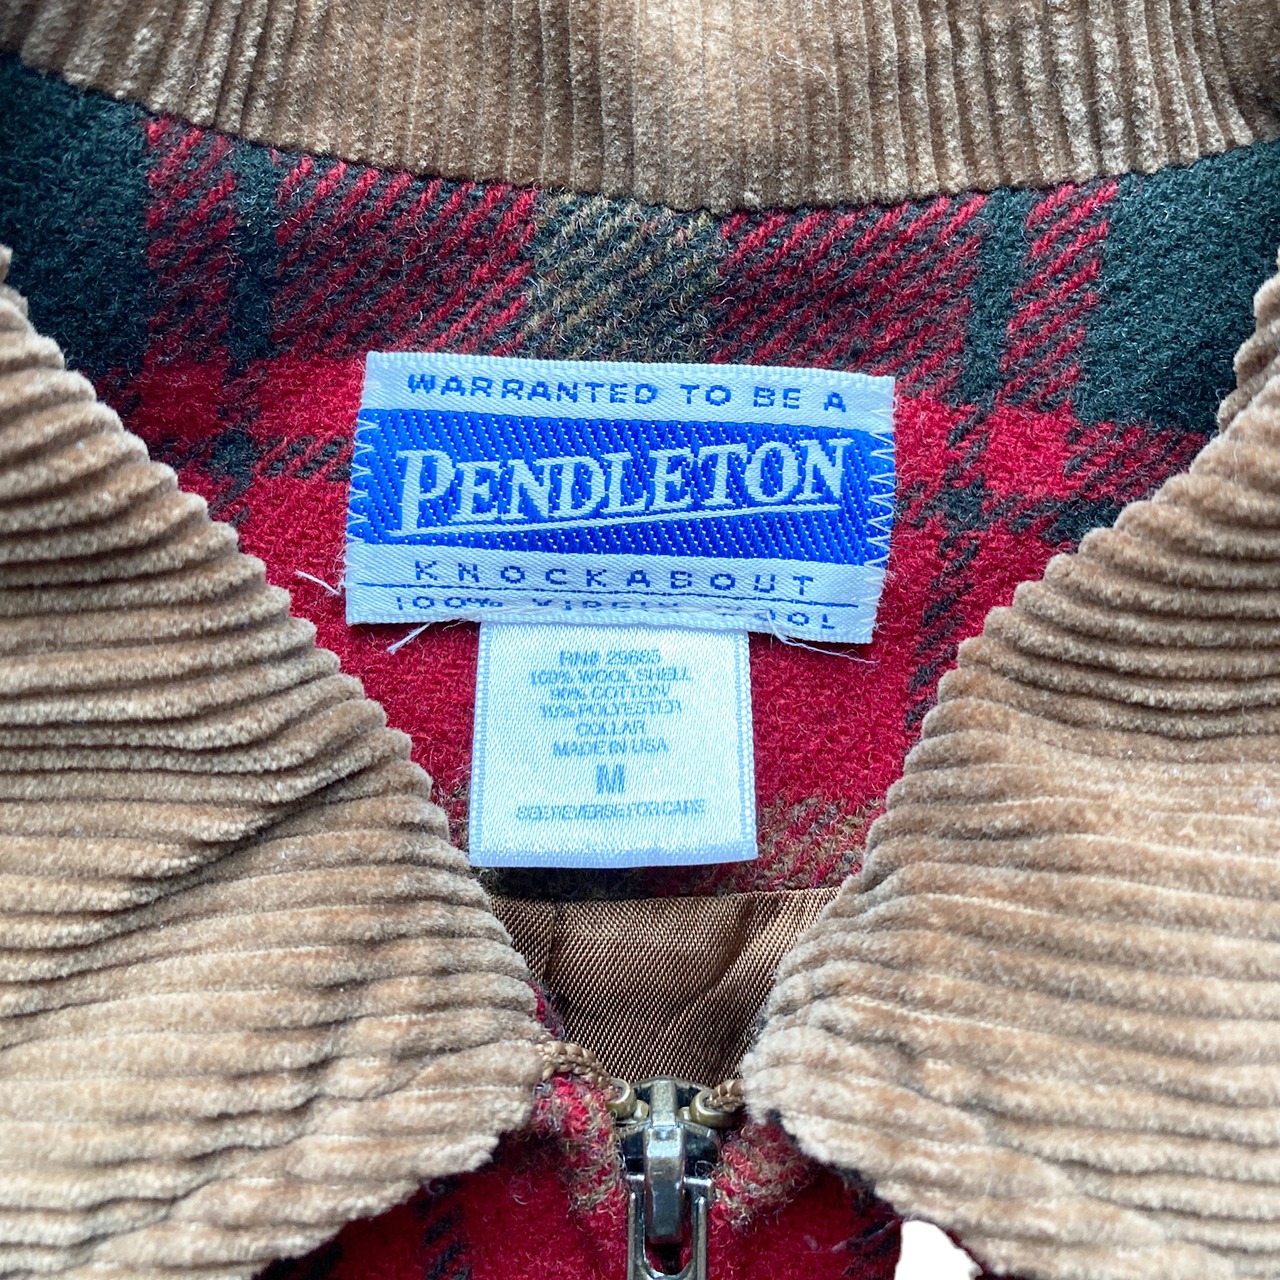 WARRANTED TO BE A
PENDLETON
KNOCKABOUT
100% VIRGIN WOOL
RN# 29685
100% WOOL SHELL
90% COTTON/
10% POLYESTER
COLLAR
MADE IN USA
M
SEE REVERSE FOR CARE